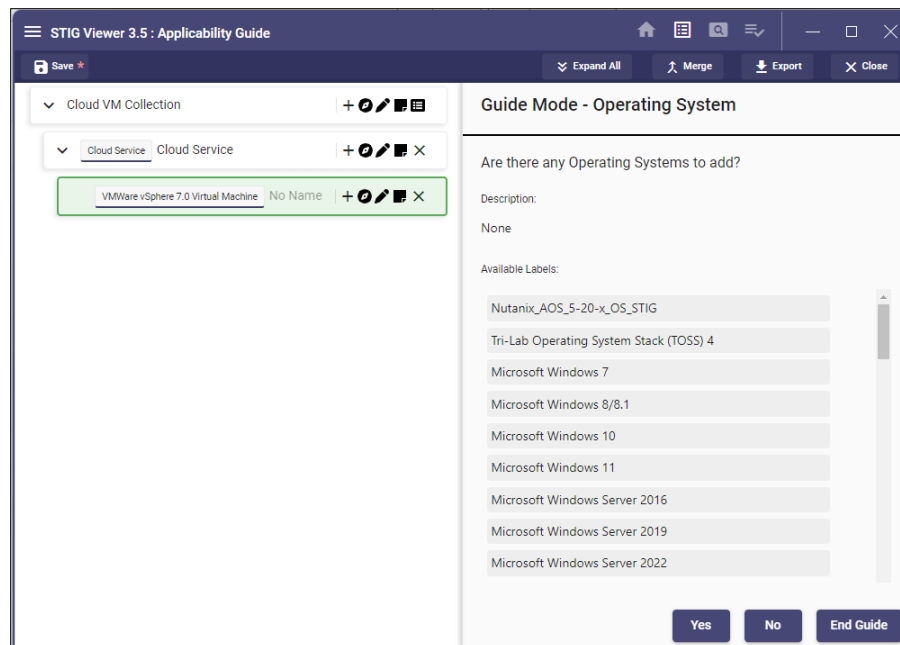 STIG Viewer 3.5 : Applicability Guide
Save *
Expand All
Merge
Export
Close
Cloud VM Collection
Cloud Service Cloud Service
VMWare vSphere 7.0 Virtual Machine No Name
Guide Mode - Operating System
Are there any Operating Systems to add?
Description:
None
Available Labels:
Nutanix_AOS_5-20-x_OS_STIG
Tri-Lab Operating System Stack (TOSS) 4
Microsoft Windows 7
Microsoft Windows 8/8.1
Microsoft Windows 10
Microsoft Windows 11
Microsoft Windows Server 2016
Microsoft Windows Server 2019
Microsoft Windows Server 2022
Yes
No
End Guide